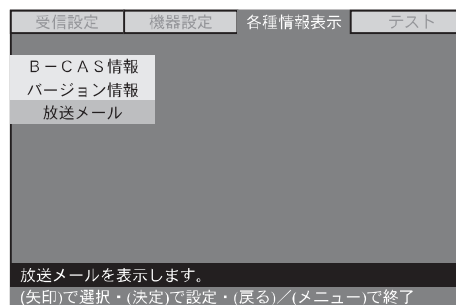 受信設定 機器設定 各種情報表示 テスト
B－CAS情報
バージョン情報
放送メール
放送メールを表示します。
(矢印)で選択・(決定)で設定・(戻る)／(メニュー)で終了